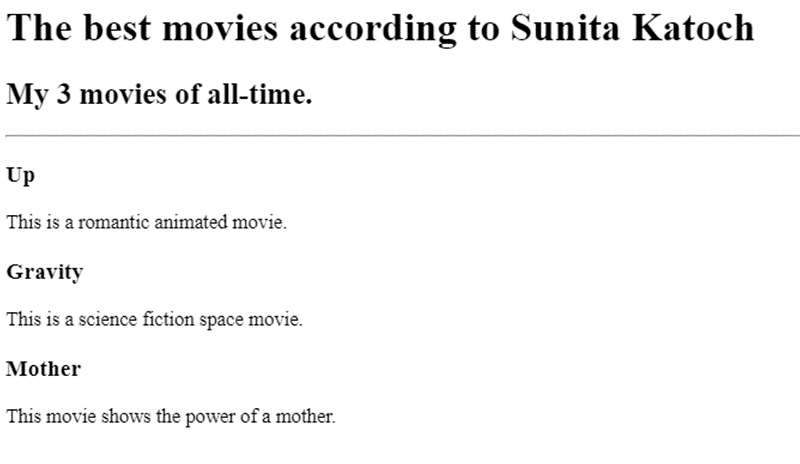 The best movies according to Sunita Katoch
My 3 movies of all-time.
Up
This is a romantic animated movie.
Gravity
This is a science fiction space movie.
Mother
This movie shows the power of a mother.